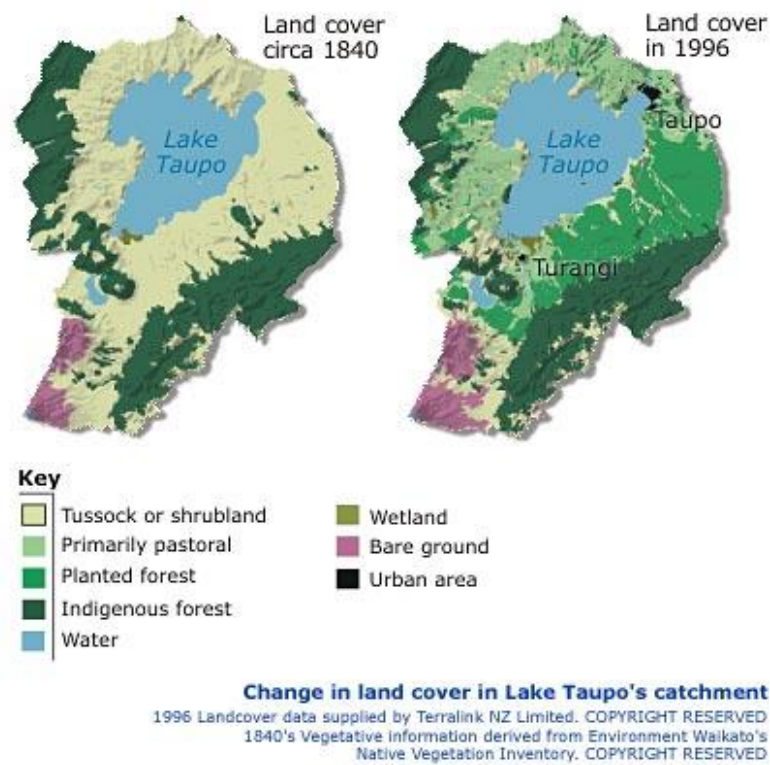 Land cover
circa 1840
Land cover
in 1996
Lake
Taupo
Lake
Taupo
Taupo
Turangi
Key
Tussock or shrubland
Primarily pastoral
Planted forest
Indigenous forest
Water
Wetland
Bare ground
Urban area
Change in land cover in Lake Taupo's catchment
1996 Landcover data supplied by Terralink NZ Limited. COPYRIGHT RESERVED
1840's Vegetative information derived from Environment Waikato's
Native Vegetation Inventory. COPYRIGHT RESERVED